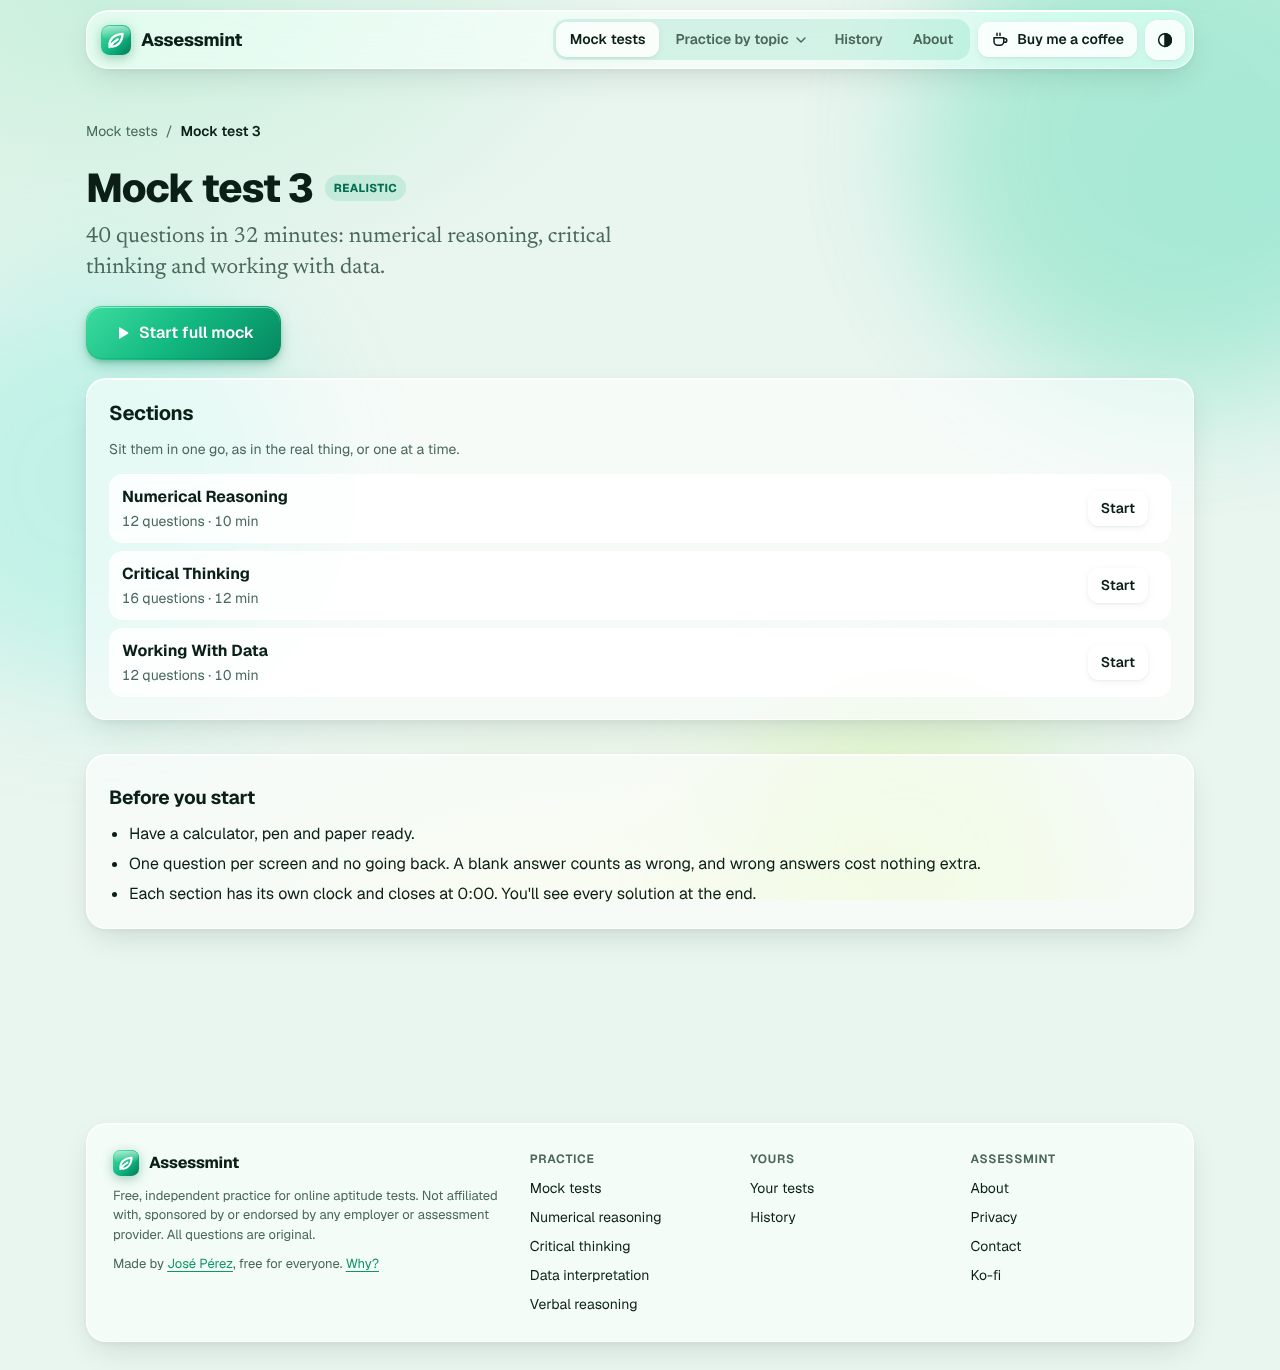 Assessmint
Mock tests
Practice by topic
History
About
Buy me a coffee
Mock tests / Mock test 3
Mock test 3
REALISTIC
40 questions in 32 minutes: numerical reasoning, critical
thinking and working with data.
Start full mock
Sections
Sit them in one go, as in the real thing, or one at a time.
Numerical Reasoning
12 questions · 10 min
Start
Critical Thinking
16 questions · 12 min
Start
Working With Data
12 questions · 10 min
Start
Before you start
• Have a calculator, pen and paper ready.
• One question per screen and no going back. A blank answer counts as wrong, and wrong answers cost nothing extra.
• Each section has its own clock and closes at 0:00. You'll see every solution at the end.
Assessmint
Free, independent practice for online aptitude tests. Not affiliated
with, sponsored by or endorsed by any employer or assessment
provider. All questions are original.
Made by José Pérez, free for everyone. Why?
PRACTICE
Mock tests
Numerical reasoning
Critical thinking
Data interpretation
Verbal reasoning
YOURS
Your tests
History
ASSESSMINT
About
Privacy
Contact
Ko-fi